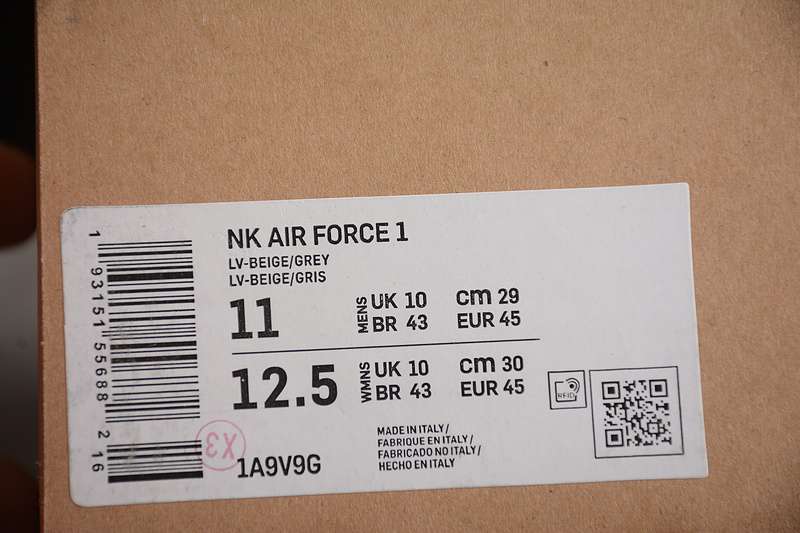 NK AIR FORCE 1
LV-BEIGE/GREY
LV-BEIGE/GRIS
11
MENS
UK 10 cm 29
BR 43 EUR 45
12.5
WMNS
UK 10 cm 30
BR 43 EUR 45
RFID
MADE IN ITALY/
FABRIQUE EN ITALY/
FABRICADO NO ITALY/
HECHO EN ITALY
1A9V9G
X3
1 93151 55688 2 16